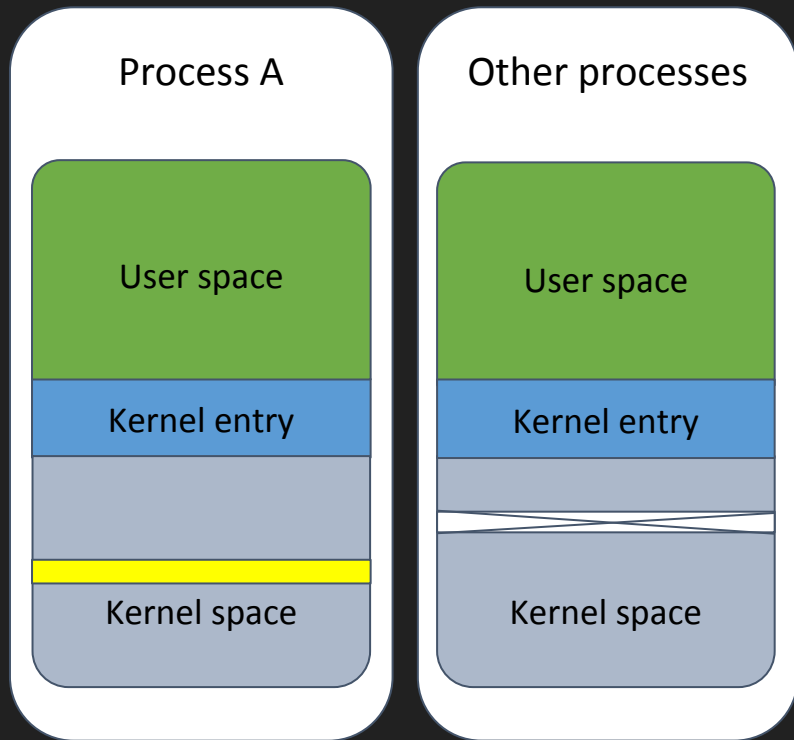 Process A
User space
Kernel entry
Kernel space
Other processes
User space
Kernel entry
Kernel space